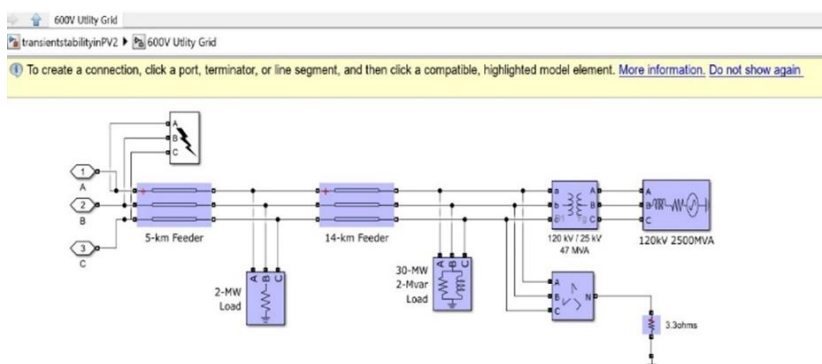 600V Utlity Grid
transientstabilityinPV2 600V Utlity Grid
To create a connection, click a port, terminator, or line segment, and then click a compatible, highlighted model element. More information. Do not show again
A
B
C
1
A
2
B
3
C
5-km Feeder
14-km Feeder
a
b
c
A
B
C
120 kV / 25 kV
47 MVA
A
B
C
120kV 2500MVA
A
B
C
2-MW
Load
A
B
C
30-MW
2-Mvar
Load
A
B
C
N
3.3ohms